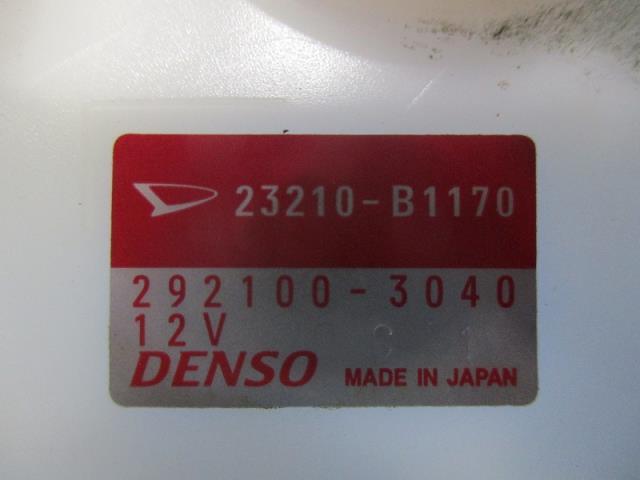 23210-B1170
292100-3040
12V
DENSO MADE IN JAPAN